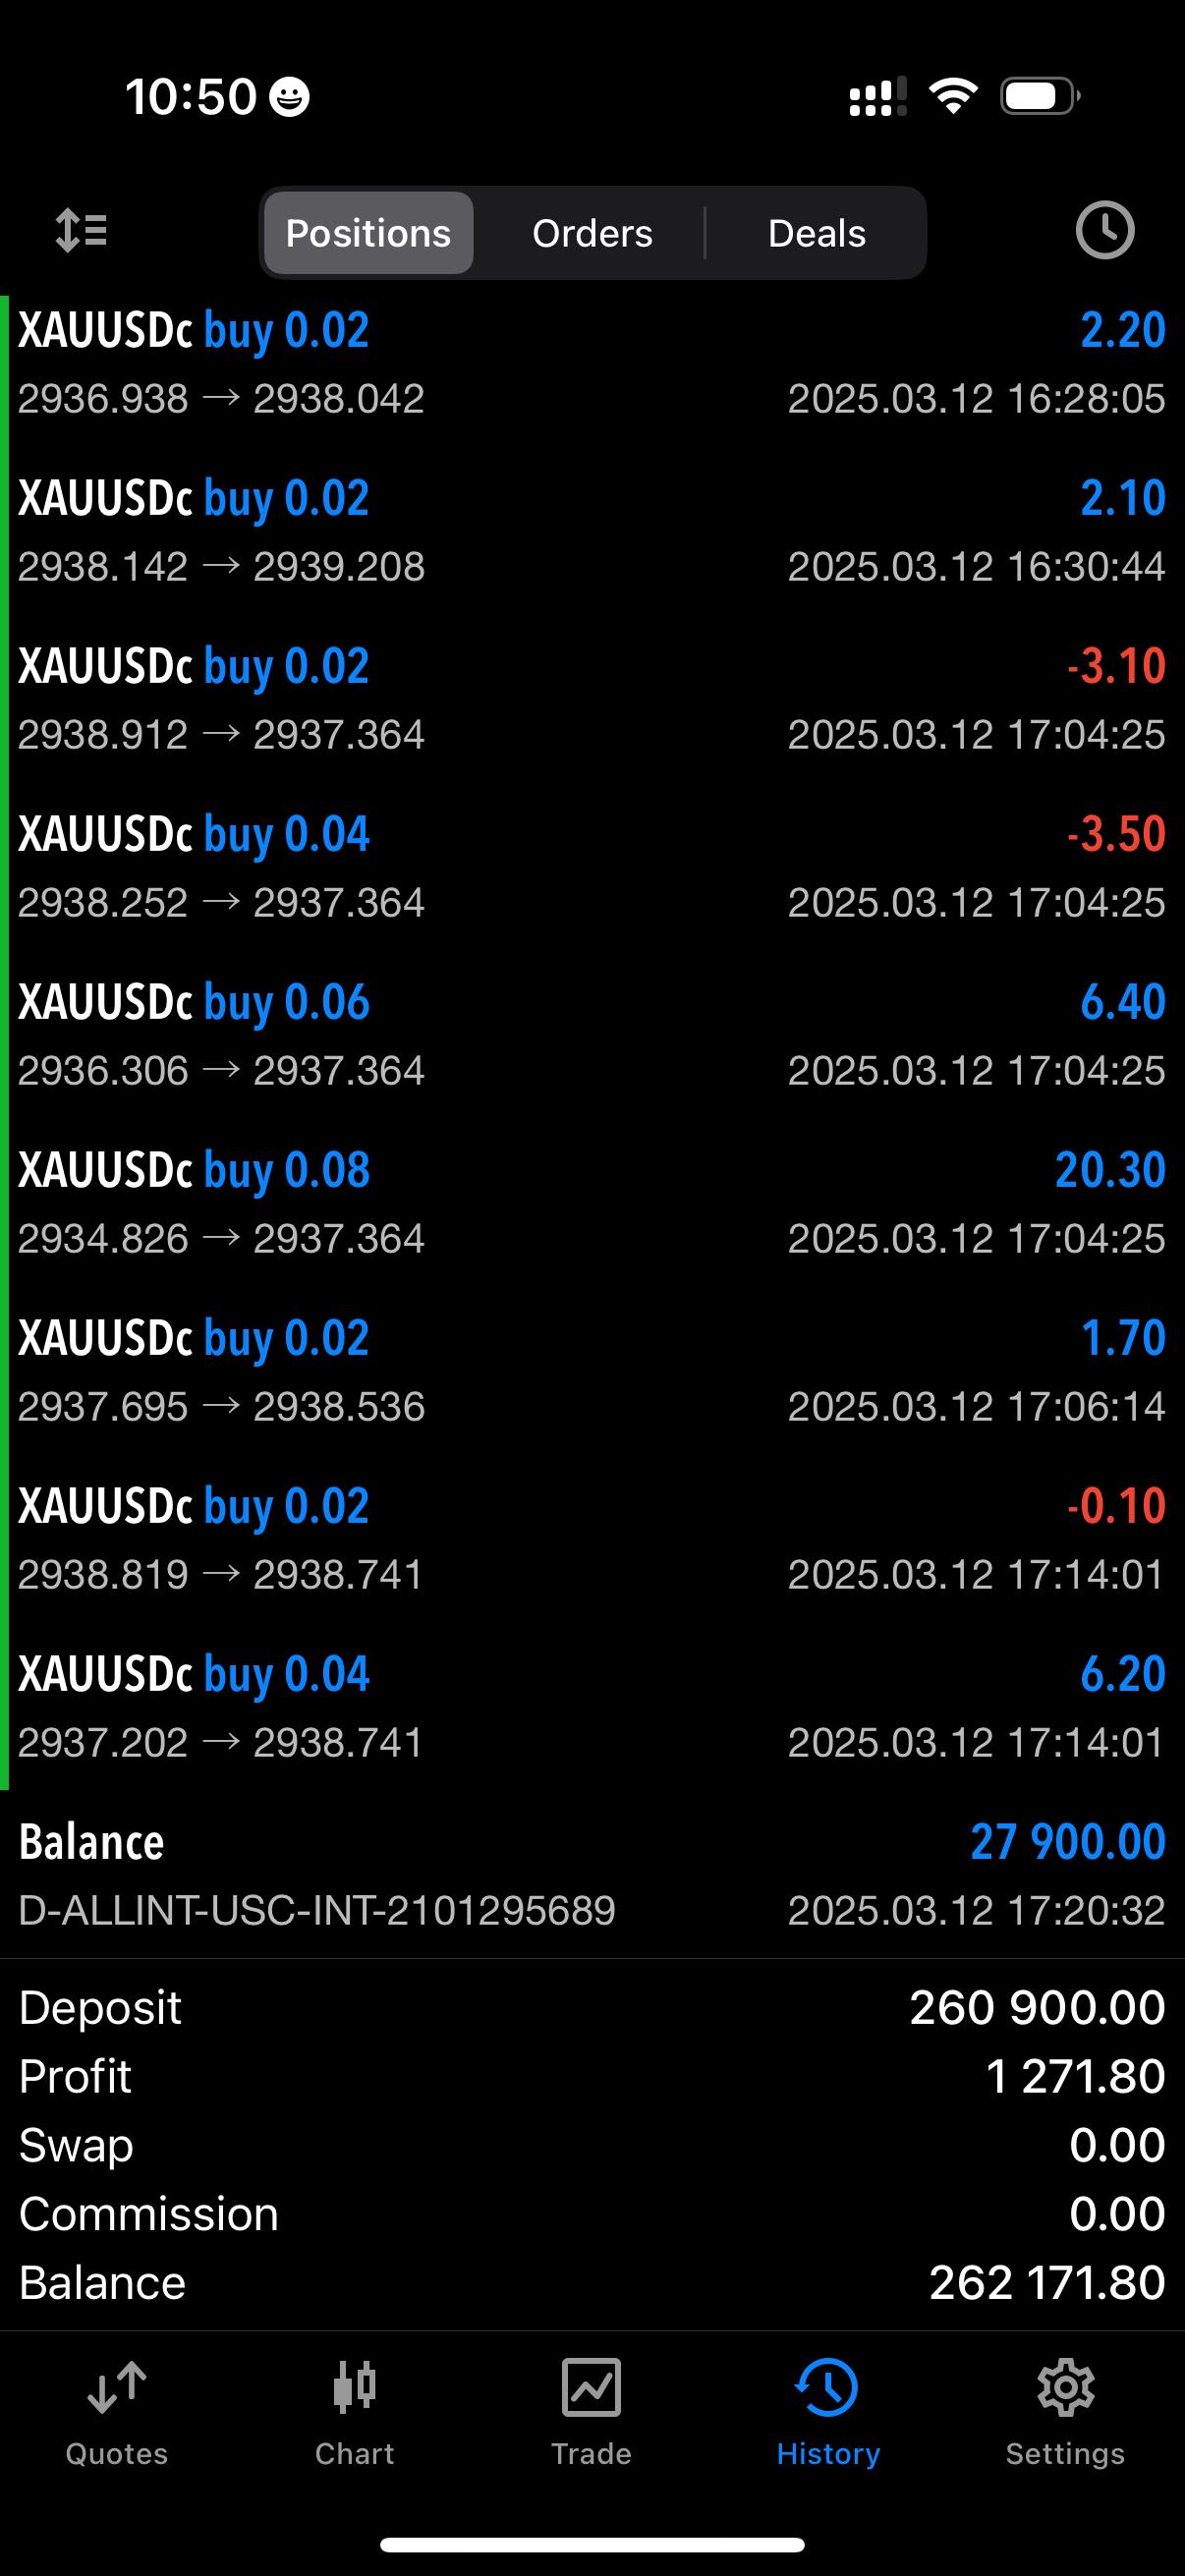 10:50
Positions Orders Deals
XAUUSDc buy 0.02 2.20
2936.938 → 2938.042 2025.03.12 16:28:05
XAUUSDc buy 0.02 2.10
2938.142 → 2939.208 2025.03.12 16:30:44
XAUUSDc buy 0.02 -3.10
2938.912 → 2937.364 2025.03.12 17:04:25
XAUUSDc buy 0.04 -3.50
2938.252 → 2937.364 2025.03.12 17:04:25
XAUUSDc buy 0.06 6.40
2936.306 → 2937.364 2025.03.12 17:04:25
XAUUSDc buy 0.08 20.30
2934.826 → 2937.364 2025.03.12 17:04:25
XAUUSDc buy 0.02 1.70
2937.695 → 2938.536 2025.03.12 17:06:14
XAUUSDc buy 0.02 -0.10
2938.819 → 2938.741 2025.03.12 17:14:01
XAUUSDc buy 0.04 6.20
2937.202 → 2938.741 2025.03.12 17:14:01
Balance 27 900.00
D-ALLINT-USC-INT-2101295689 2025.03.12 17:20:32
Deposit 260 900.00
Profit 1 271.80
Swap 0.00
Commission 0.00
Balance 262 171.80
Quotes Chart Trade History Settings